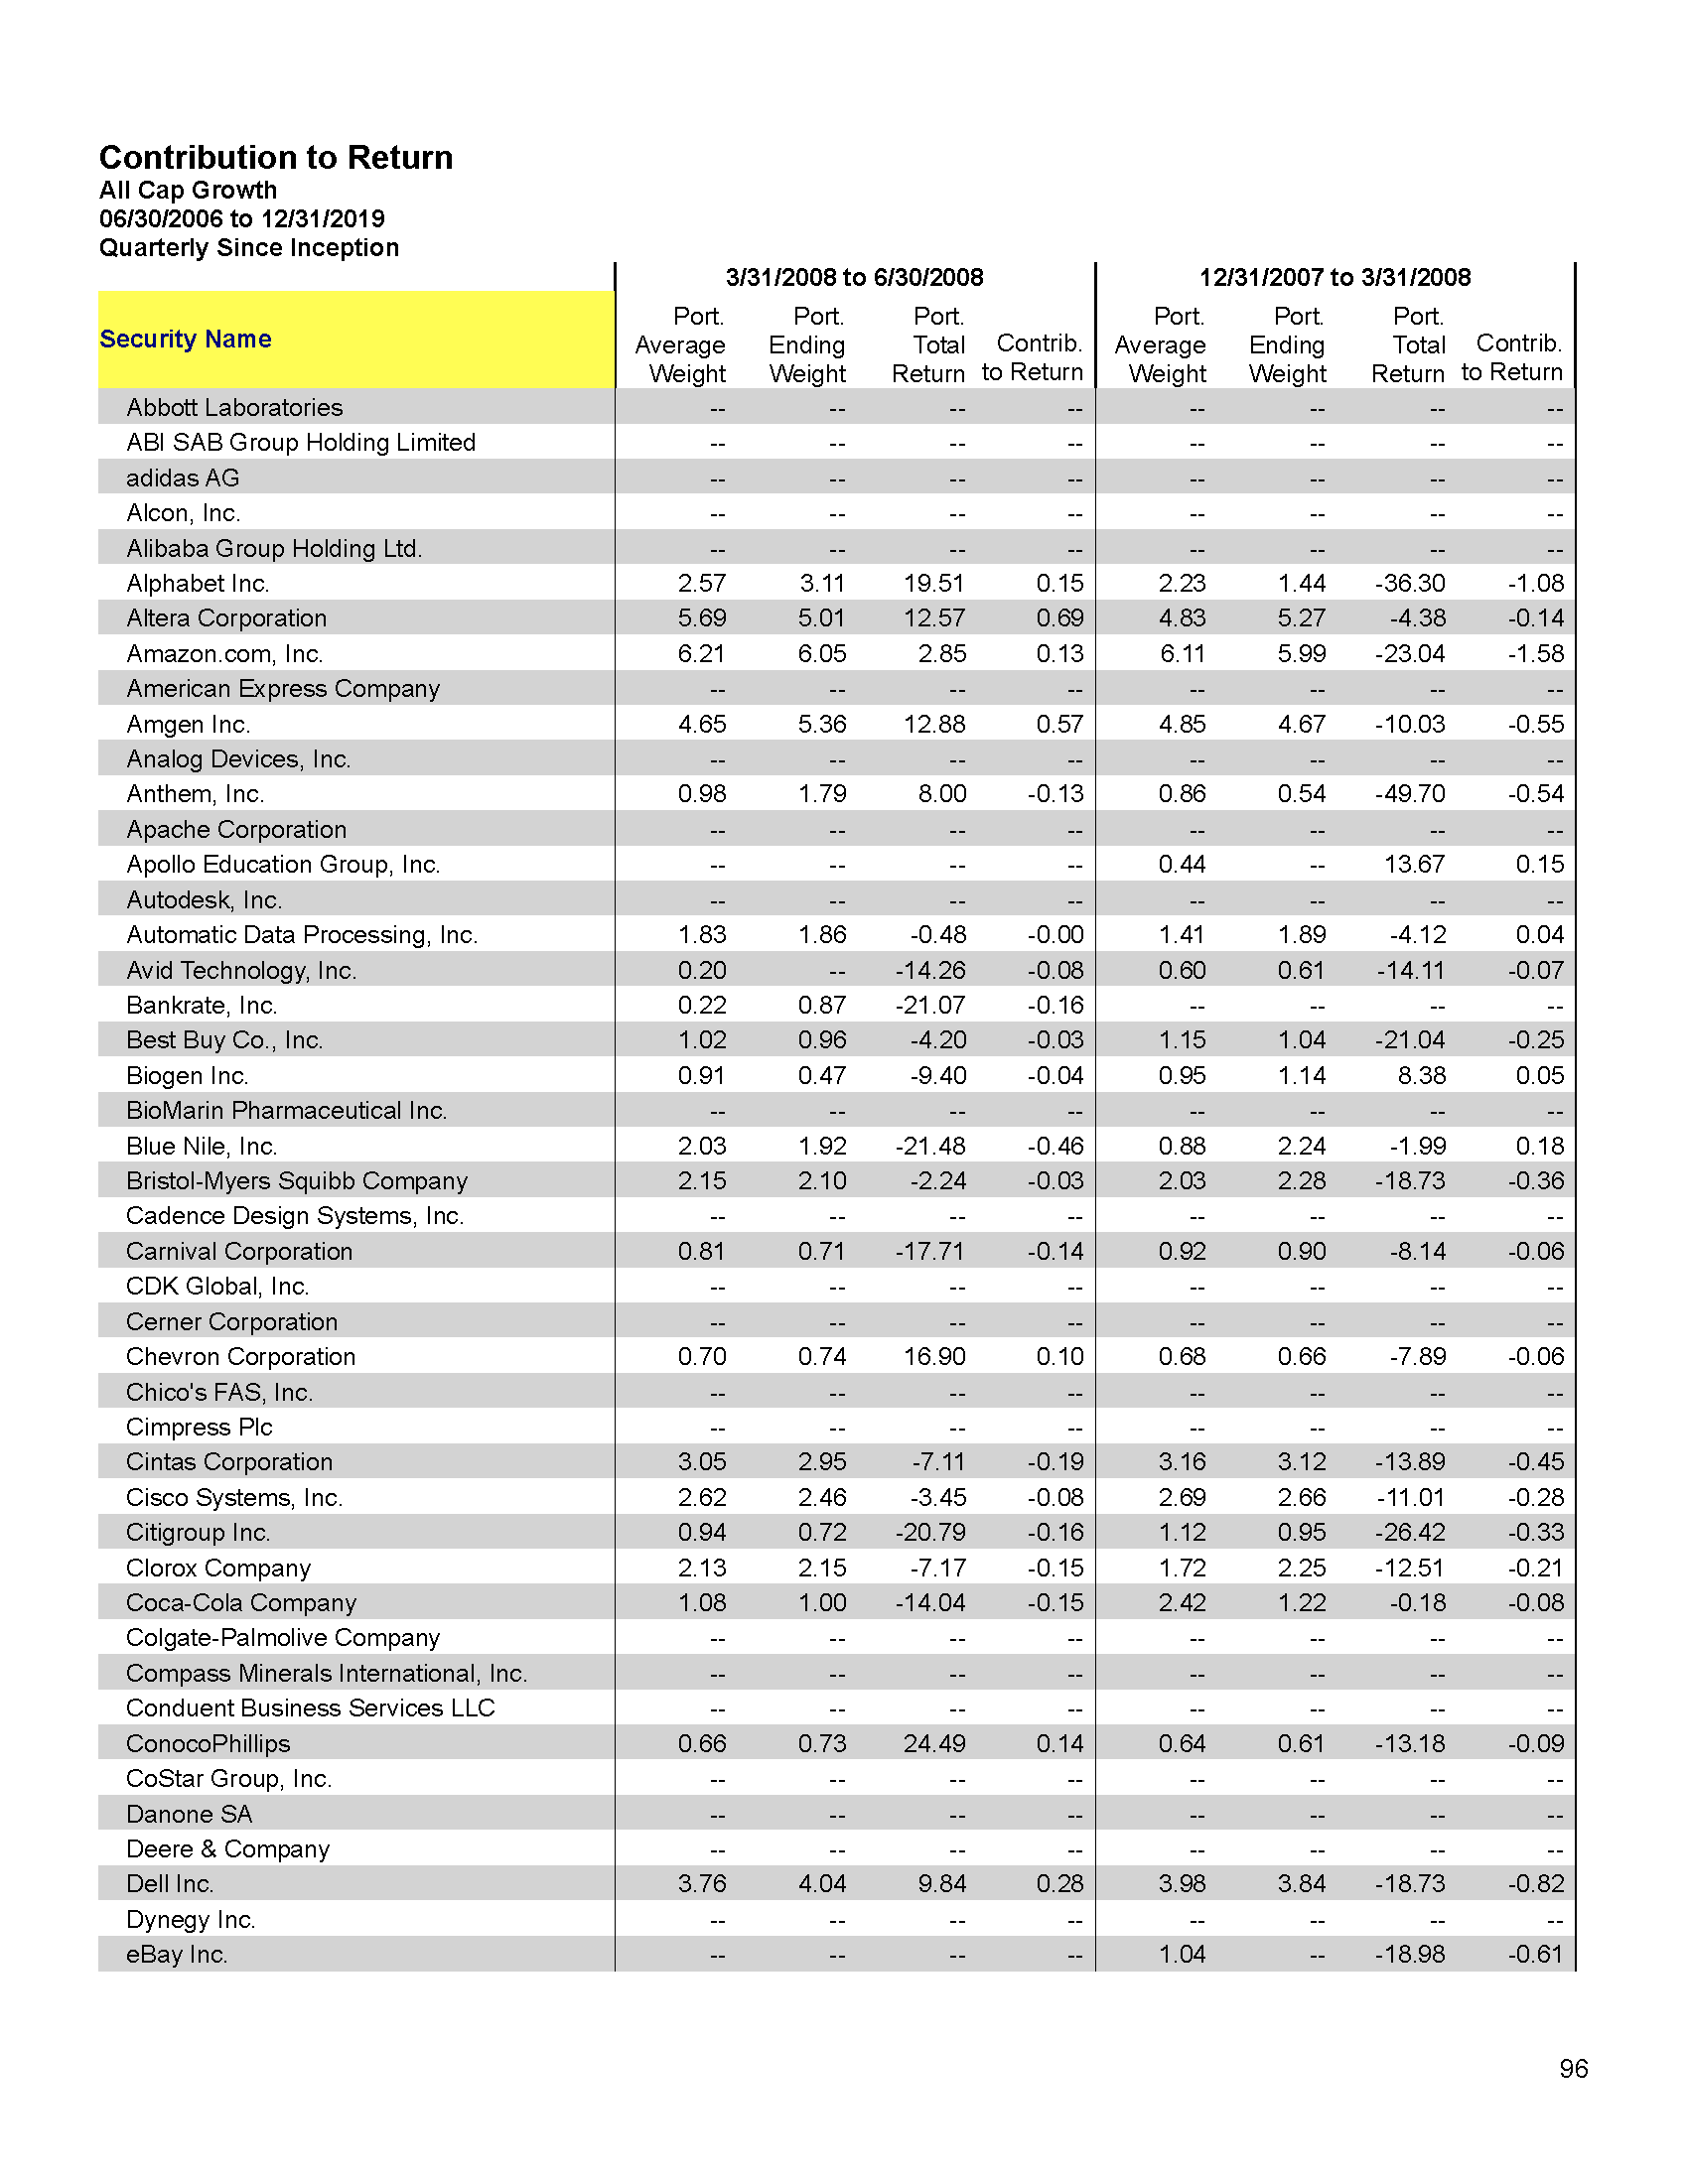 Contribution to Return
All Cap Growth
06/30/2006 to 12/31/2019
Quarterly Since Inception
3/31/2008 to 6/30/2008 12/31/2007 to 3/31/2008
Security Name Port. Average Weight Port. Ending Weight Port. Total Return Contrib. to Return Port. Average Weight Port. Ending Weight Port. Total Return Contrib. to Return
Abbott Laboratories -- -- -- -- -- -- -- --
ABI SAB Group Holding Limited -- -- -- -- -- -- -- --
adidas AG -- -- -- -- -- -- -- --
Alcon, Inc. -- -- -- -- -- -- -- --
Alibaba Group Holding Ltd. -- -- -- -- -- -- -- --
Alphabet Inc. 2.57 3.11 19.51 0.15 2.23 1.44 -36.30 -1.08
Altera Corporation 5.69 5.01 12.57 0.69 4.83 5.27 -4.38 -0.14
Amazon.com, Inc. 6.21 6.05 2.85 0.13 6.11 5.99 -23.04 -1.58
American Express Company -- -- -- -- -- -- -- --
Amgen Inc. 4.65 5.36 12.88 0.57 4.85 4.67 -10.03 -0.55
Analog Devices, Inc. -- -- -- -- -- -- -- --
Anthem, Inc. 0.98 1.79 8.00 -0.13 0.86 0.54 -49.70 -0.54
Apache Corporation -- -- -- -- -- -- -- --
Apollo Education Group, Inc. -- -- -- -- 0.44 -- 13.67 0.15
Autodesk, Inc. -- -- -- -- -- -- -- --
Automatic Data Processing, Inc. 1.83 1.86 -0.48 -0.00 1.41 1.89 -4.12 0.04
Avid Technology, Inc. 0.20 -- -14.26 -0.08 0.60 0.61 -14.11 -0.07
Bankrate, Inc. 0.22 0.87 -21.07 -0.16 -- -- -- --
Best Buy Co., Inc. 1.02 0.96 -4.20 -0.03 1.15 1.04 -21.04 -0.25
Biogen Inc. 0.91 0.47 -9.40 -0.04 0.95 1.14 8.38 0.05
BioMarin Pharmaceutical Inc. -- -- -- -- -- -- -- --
Blue Nile, Inc. 2.03 1.92 -21.48 -0.46 0.88 2.24 -1.99 0.18
Bristol-Myers Squibb Company 2.15 2.10 -2.24 -0.03 2.03 2.28 -18.73 -0.36
Cadence Design Systems, Inc. -- -- -- -- -- -- -- --
Carnival Corporation 0.81 0.71 -17.71 -0.14 0.92 0.90 -8.14 -0.06
CDK Global, Inc. -- -- -- -- -- -- -- --
Cerner Corporation -- -- -- -- -- -- -- --
Chevron Corporation 0.70 0.74 16.90 0.10 0.68 0.66 -7.89 -0.06
Chico's FAS, Inc. -- -- -- -- -- -- -- --
Cimpress Plc -- -- -- -- -- -- -- --
Cintas Corporation 3.05 2.95 -7.11 -0.19 3.16 3.12 -13.89 -0.45
Cisco Systems, Inc. 2.62 2.46 -3.45 -0.08 2.69 2.66 -11.01 -0.28
Citigroup Inc. 0.94 0.72 -20.79 -0.16 1.12 0.95 -26.42 -0.33
Clorox Company 2.13 2.15 -7.17 -0.15 1.72 2.25 -12.51 -0.21
Coca-Cola Company 1.08 1.00 -14.04 -0.15 2.42 1.22 -0.18 -0.08
Colgate-Palmolive Company -- -- -- -- -- -- -- --
Compass Minerals International, Inc. -- -- -- -- -- -- -- --
Conduent Business Services LLC -- -- -- -- -- -- -- --
ConocoPhillips 0.66 0.73 24.49 0.14 0.64 0.61 -13.18 -0.09
CoStar Group, Inc. -- -- -- -- -- -- -- --
Danone SA -- -- -- -- -- -- -- --
Deere & Company -- -- -- -- -- -- -- --
Dell Inc. 3.76 4.04 9.84 0.28 3.98 3.84 -18.73 -0.82
Dynegy Inc. -- -- -- -- -- -- -- --
eBay Inc. -- -- -- -- 1.04 -- -18.98 -0.61
96